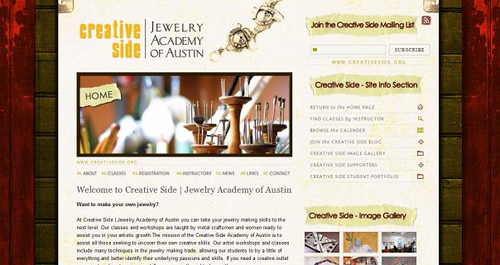 creative
side
JEWELRY
ACADEMY
OF AUSTIN
Join the Creative Side Mailing List
SUBSCRIBE
WWW.CREATIVESIDE.ORG
HOME
WWW.CREATIVESIDE.ORG
ABOUT
CLASSES
REGISTRATION
INSTRUCTORS
NEWS
LINKS
CONTACT
Creative Side - Site Info Section
RETURN to the HOME PAGE
FIND CLASSES by INSTRUCTOR
BROWSE the CALENDER
JOIN the CREATIVE SIDE BLOG
CREATIVE SIDE IMAGE GALLERY
CREATIVE SIDE SUPPORTERS
CREATIVE SIDE STUDENT PORTFOLIO
Welcome to Creative Side | Jewelry Academy of Austin
Want to make your own jewelry?
At Creative Side | Jewelry Academy of Austin you can take your jewelry making skills to the
next level. Our classes and workshops are taught by metal craftsmen and women ready to
assist you in your artistic growth.The mission of the Creative Side Academy of Austin is to
assist all those seeking to uncover their own creative skills. Our artist workshops and classes
include many techniques in the jewelry making trade, allowing our students to try a little of
everything and better identify their underlying passions and skills. If you need a creative outlet
Creative Side - Image Gallery